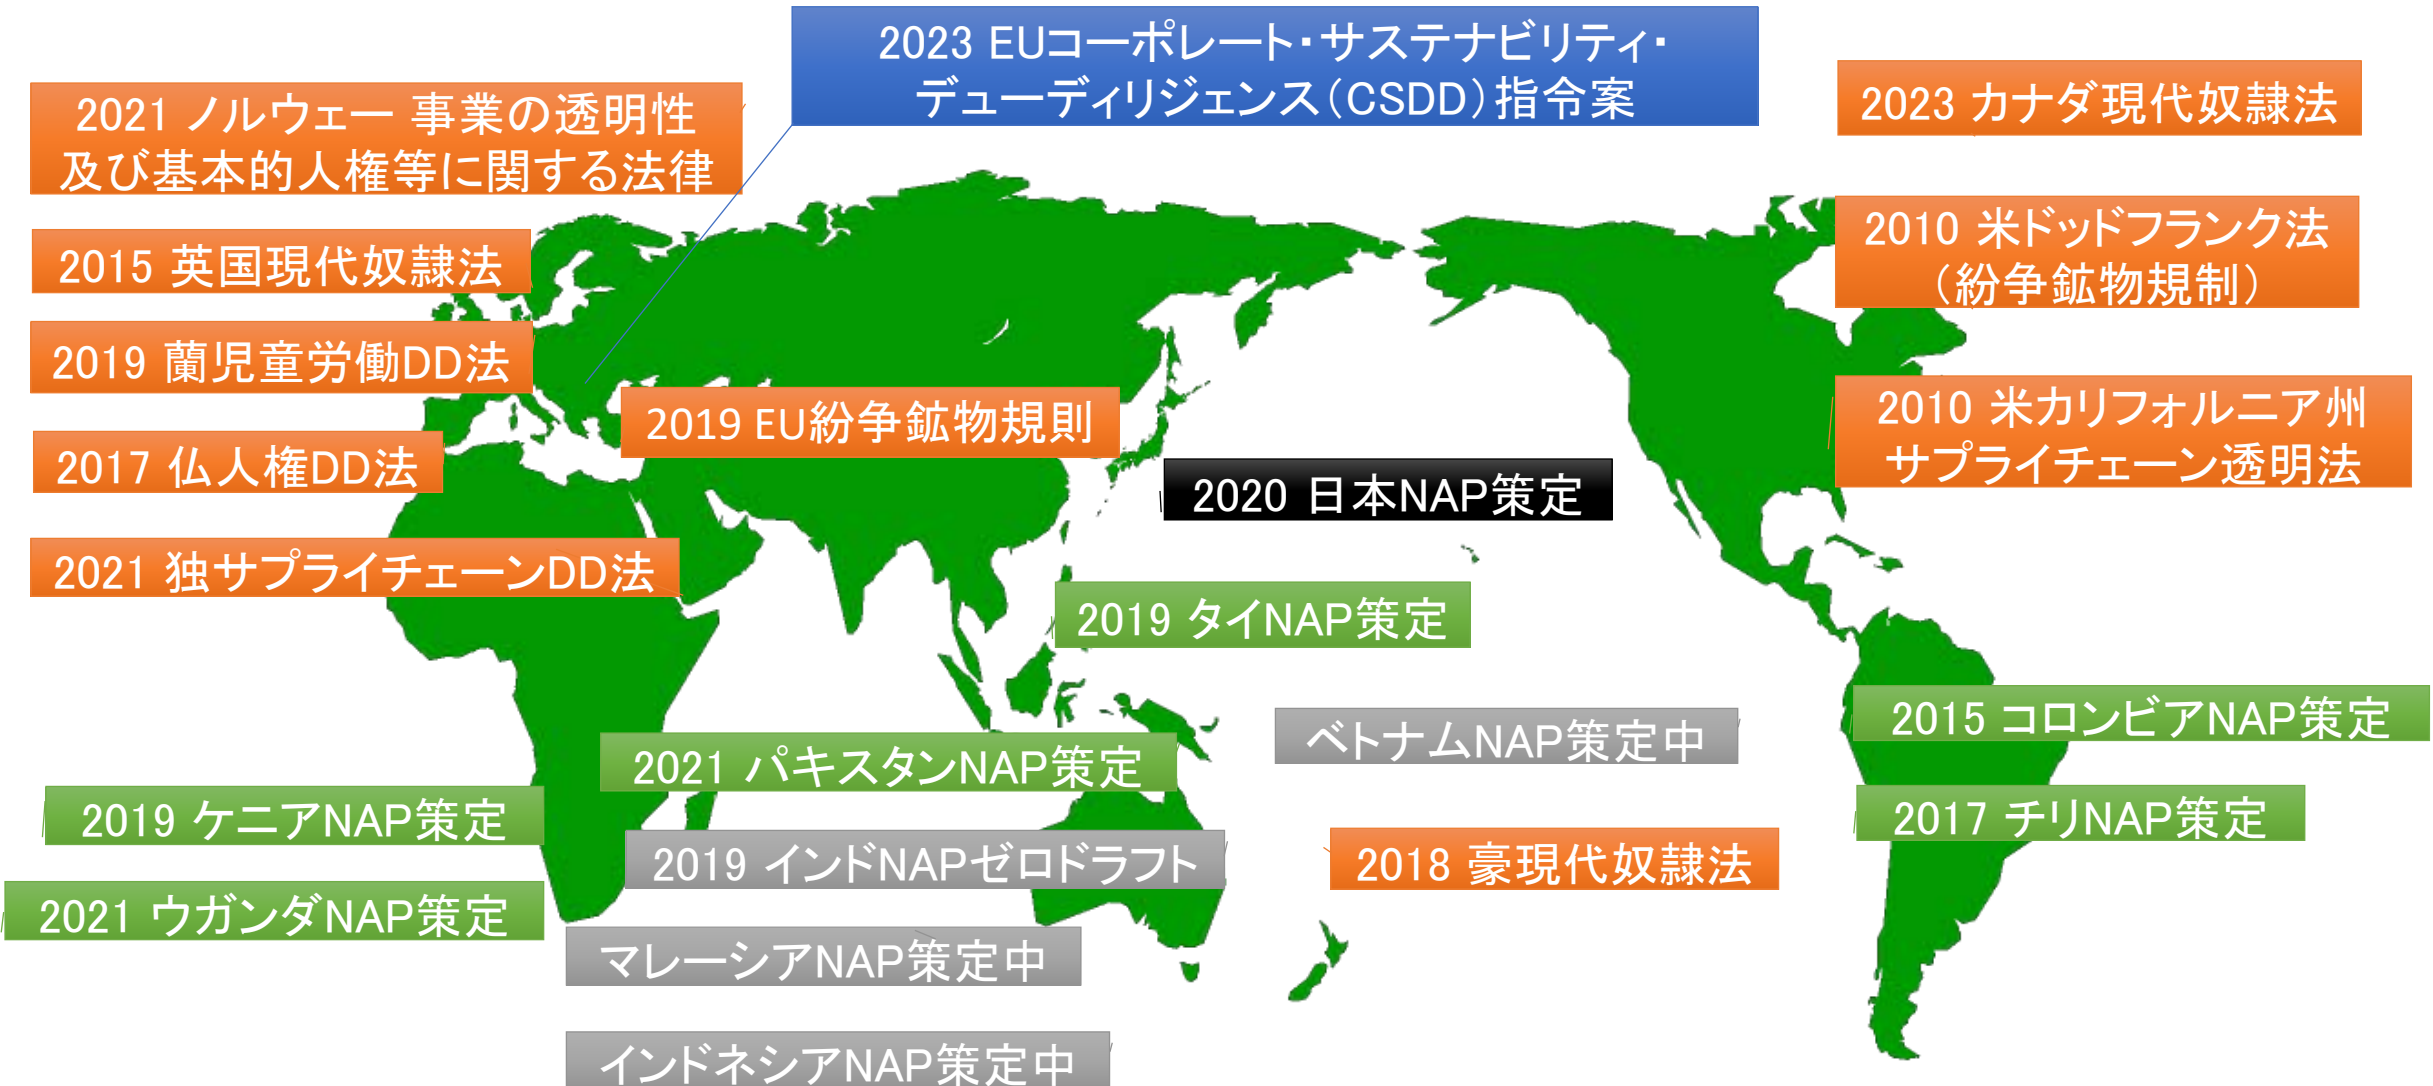 2023 EUコーポレート・サステナビリティ・
デューディリジェンス（CSDD）指令案
2021 ノルウェー 事業の透明性
及び基本的人権等に関する法律
2023 カナダ現代奴隷法
2015 英国現代奴隷法
2010 米ドッドフランク法
（紛争鉱物規制）
2019 蘭児童労働DD法
2019 EU紛争鉱物規則
2010 米カリフォルニア州
サプライチェーン透明法
2017 仏人権DD法
2020 日本NAP策定
2021 独サプライチェーンDD法
2019 タイNAP策定
2015 コロンビアNAP策定
ベトナムNAP策定中
2021 パキスタンNAP策定
2019 ケニアNAP策定
2017 チリNAP策定
2019 インドNAPゼロドラフト
2018 豪現代奴隷法
2021 ウガンダNAP策定
マレーシアNAP策定中
インドネシアNAP策定中